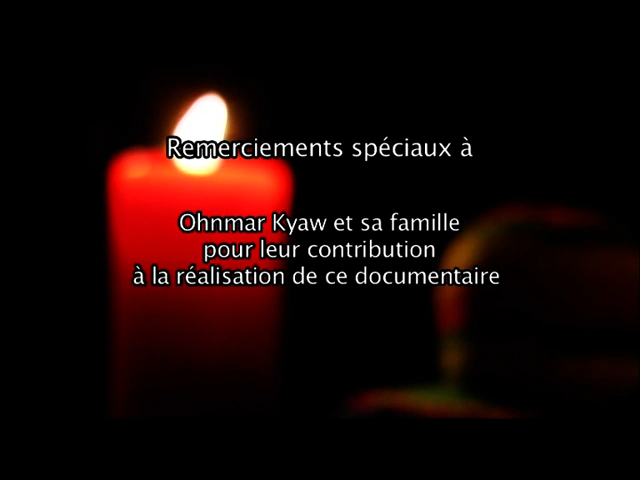 Remerciements spéciaux à
Ohnmar Kyaw et sa famille
pour leur contribution
à la réalisation de ce documentaire